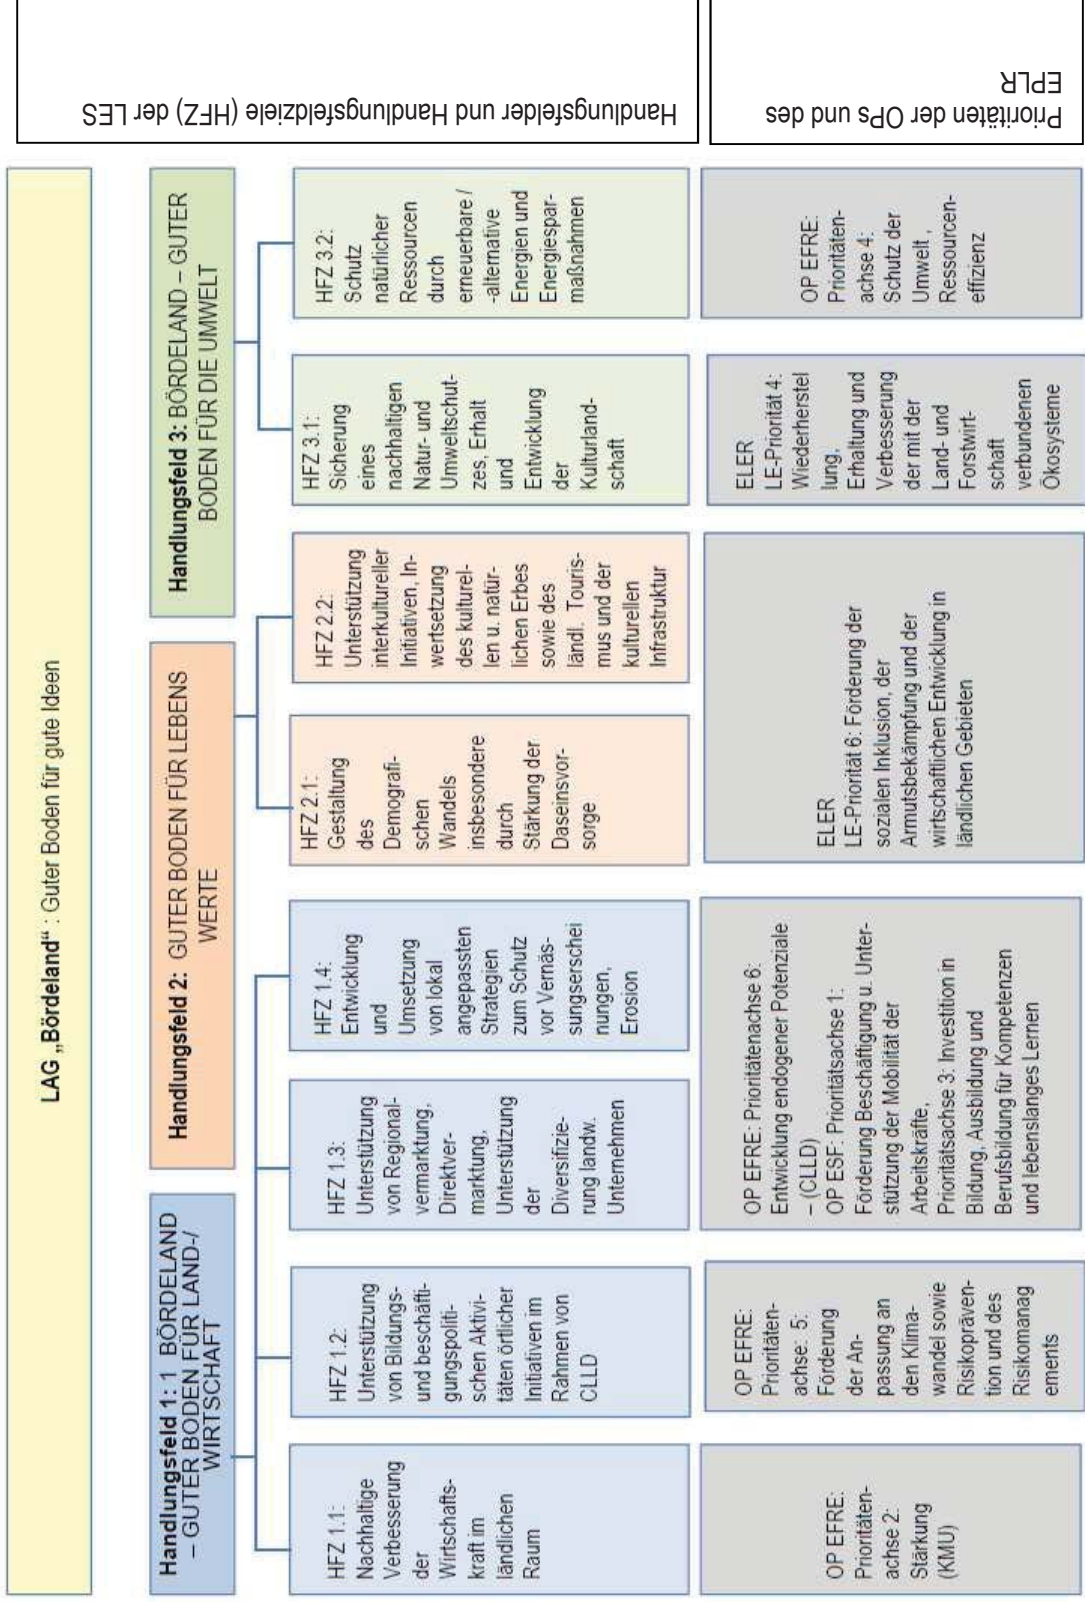 LAG „Bördeland“ : Guter Boden für gute Ideen
Handlungsfeld 1: 1 BÖRDELAND
– GUTER BODEN FÜR LAND-/
WIRTSCHAFT
Handlungsfeld 2: GUTER BODEN FÜR LEBENS
WERTE
Handlungsfeld 3: BÖRDELAND – GUTER
BODEN FÜR DIE UMWELT
HFZ 1.1:
Nachhaltige
Verbesserung
der
Wirtschafts-
kraft im
ländlichen
Raum
HFZ 1.2:
Unterstützung
von Bildungs-
und beschäfti-
gungspoliti-
schen Aktivi-
täten örtlicher
Initiativen im
Rahmen von
CLLD
HFZ 1.3:
Unterstützung
von Regional-
vermarktung,
Direktver-
marktung,
Unterstützung
der
Diversifizie-
rung landw.
Unternehmen
HFZ 1.4:
Entwicklung
und
Umsetzung
von lokal
angepassten
Strategien
zum Schutz
vor Vernäs-
sungserschei
nungen,
Erosion
HFZ 2.1:
Gestaltung
des
Demografi-
schen
Wandels
insbesondere
durch
Stärkung der
Daseinsvor-
sorge
HFZ 2.2:
Unterstützung
interkultureller
Initiativen, In-
wertsetzung
des kulturel-
len u. natür-
lichen Erbes
sowie des
ländl. Touris-
mus und der
kulturellen
Infrastruktur
HFZ 3.1:
Sicherung
eines
nachhaltigen
Natur- und
Umweltschut-
zes, Erhalt
und
Entwicklung
der
Kulturland-
schaft
HFZ 3.2:
Schutz
natürlicher
Ressourcen
durch
erneuerbare /
-alternative
Energien und
Energiespar-
maßnahmen
Handlungsfelder und Handlungsfeldziele (HFZ) der LES
OP EFRE:
Prioritäten-
achse 2:
Stärkung
(KMU)
OP EFRE:
Prioritäten-
achse: 5:
Förderung
der An-
passung an
den Klima-
wandel sowie
Risikopräven-
tion und des
Risikomanag
ements
OP EFRE: Prioritätenachse 6:
Entwicklung endogener Potenziale
– (CLLD)
OP ESF: Prioritätsachse 1:
Förderung Beschäftigung u. Unter-
stützung der Mobilität der
Arbeitskräfte,
Prioritätsachse 3: Investition in
Bildung, Ausbildung und
Berufsbildung für Kompetenzen
und lebenslanges Lernen
ELER
LE-Priorität 6: Förderung der
sozialen Inklusion, der
Armutsbekämpfung und der
wirtschaftlichen Entwicklung in
ländlichen Gebieten
ELER
LE-Priorität 4:
Wiederherstel
lung,
Erhaltung und
Verbesserung
der mit der
Land- und
Forstwirt-
schaft
verbundenen
Ökosysteme
OP EFRE:
Prioritäten-
achse 4:
Schutz der
Umwelt ,
Ressourcen-
effizienz
Prioritäten der OPs und des
EPLR